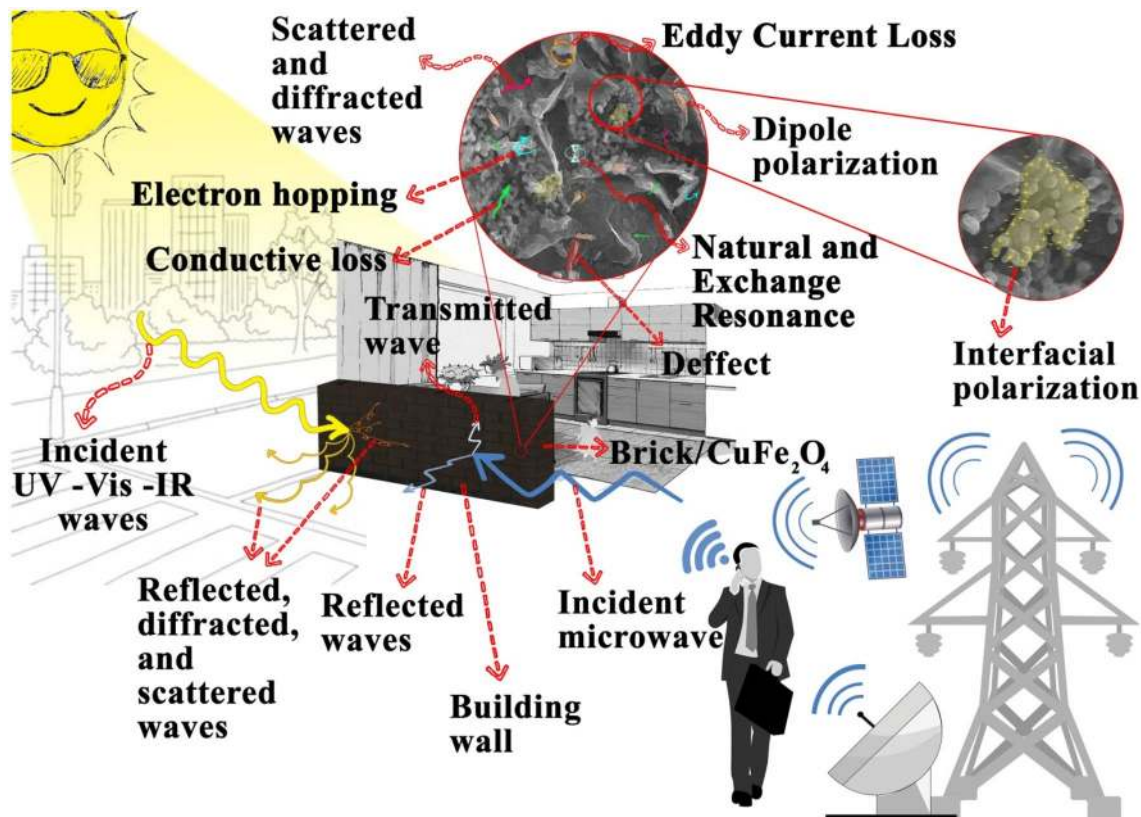 Scattered
and
diffracted
waves
Eddy Current Loss
Dipole
polarization
Electron hopping
Conductive loss
Natural and
Exchange
Resonance
Transmitted
wave
Deffect
Interfacial
polarization
Incident
UV -Vis -IR
waves
Brick/CuFe₂O₄
Reflected,
diffracted,
and
scattered
waves
Reflected
waves
Incident
microwave
Building
wall